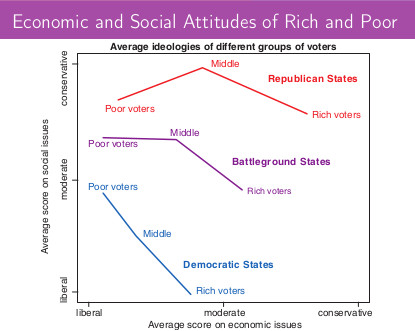 Economic and Social Attitudes of Rich and Poor
Average ideologies of different groups of voters
conservative
moderate
liberal
Average score on social issues
Middle
Republican States
Poor voters
Rich voters
Middle
Poor voters
Battleground States
Rich voters
Poor voters
Middle
Democratic States
Rich voters
liberal
moderate
conservative
Average score on economic issues